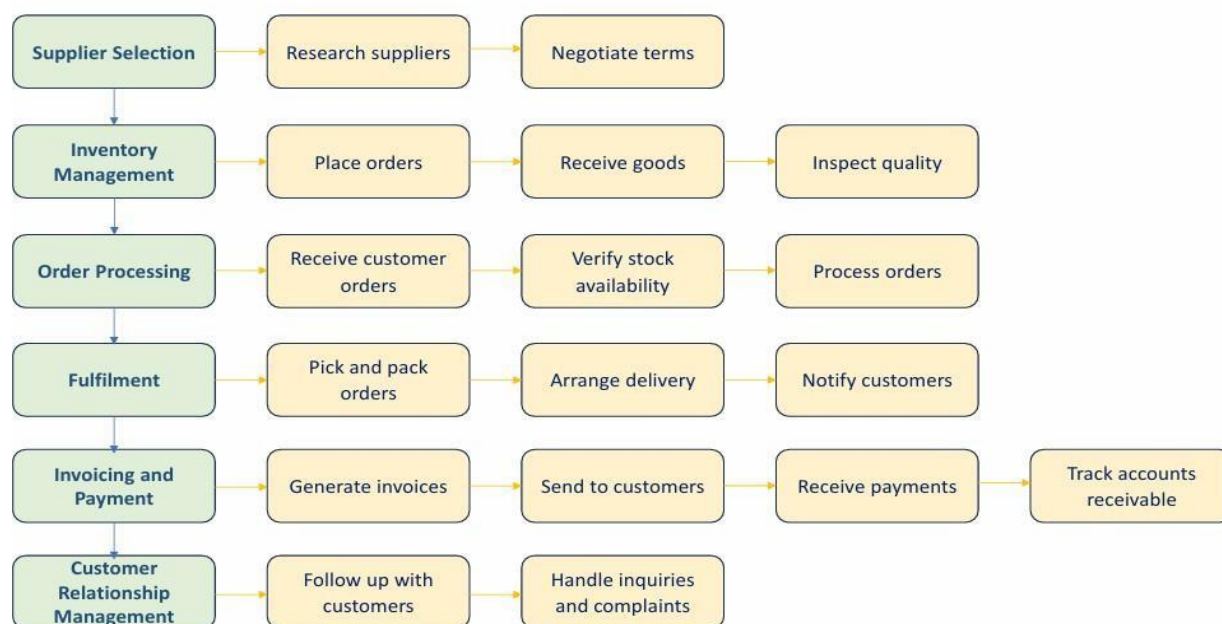 Supplier Selection
Research suppliers
Negotiate terms
Inventory
Management
Place orders
Receive goods
Inspect quality
Order Processing
Receive customer
orders
Verify stock
availability
Process orders
Fulfilment
Pick and pack
orders
Arrange delivery
Notify customers
Invoicing and
Payment
Generate invoices
Send to customers
Receive payments
Track accounts
receivable
Customer
Relationship
Management
Follow up with
customers
Handle inquiries
and complaints